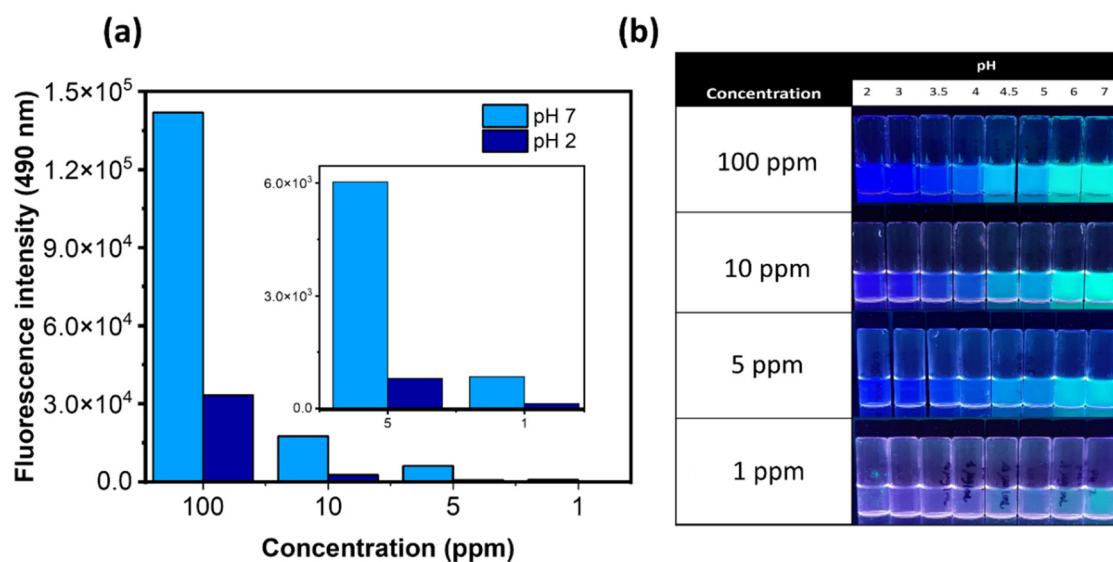 (a)
Fluorescence intensity (490 nm)
1.5×10⁵
1.2×10⁵
9.0×10⁴
6.0×10⁴
3.0×10⁴
0.0
pH 7
pH 2
6.0×10³
3.0×10³
0.0
5 1
100 10 5 1
Concentration (ppm)
(b)
pH
Concentration 2 3 3.5 4 4.5 5 6 7
100 ppm
10 ppm
5 ppm
1 ppm